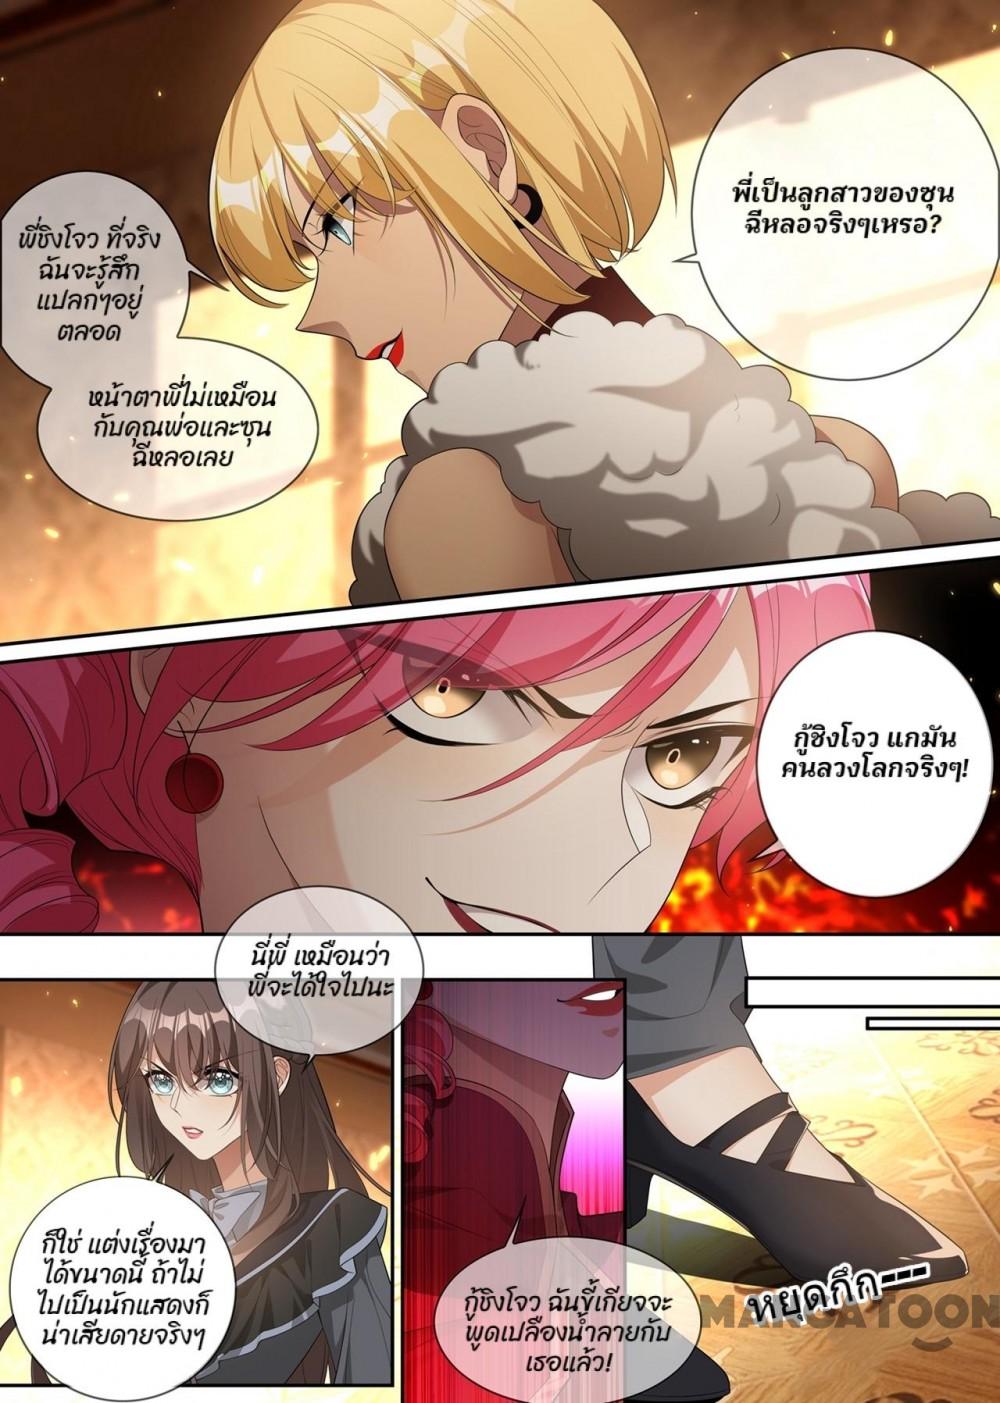 พี่ชิงโจว ที่จริง
ฉันจะรู้สึก
แปลกๆอยู่
ตลอด
หน้าตาพี่ไม่เหมือน
กับคุณพ่อและซุน
ฉีหลอเลย
พี่เป็นลูกสาวของซุน
ฉีหลอจริงๆเหรอ?
กู้ชิงโจว แกมัน
คนลวงโลกจริงๆ!
นี่พี่ เหมือนว่า
พี่จะได้ใจไปนะ
ก็ใช่ แต่งเรื่องมา
ได้ขนาดนี้ ถ้าไม่
ไปเป็นนักแสดงก็
น่าเสียดายจริงๆ
กู้ชิงโจว ฉันขี้เกียจจะ
พูดเปลืองน้ำลายกับ
เธอแล้ว!
หยุดกึก---
MANGATOON